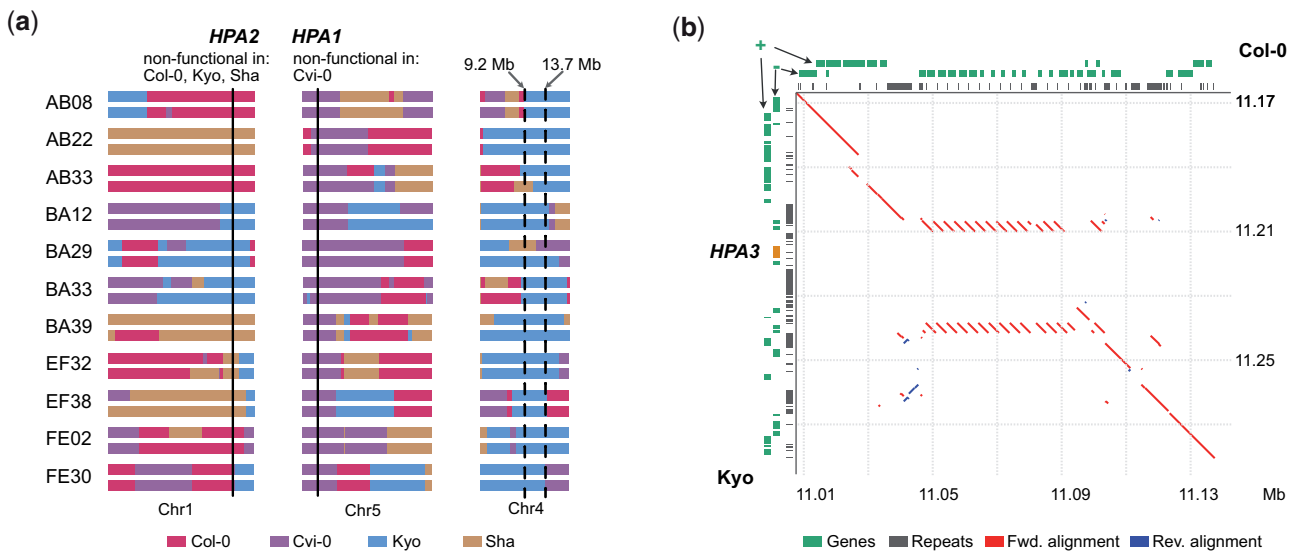 (a)
HPA2 HPA1
non-functional in: non-functional in:
Col-0, Kyo, Sha Cvi-0
9.2 Mb 13.7 Mb
AB08
AB22
AB33
BA12
BA29
BA33
BA39
EF32
EF38
FE02
FE30
Chr1 Chr5 Chr4
Col-0 Cvi-0 Kyo Sha
(b)
+
-
Col-0
11.17
11.21
HPA3
11.25
Kyo
11.01 11.05 11.09 11.13 Mb
Genes Repeats Fwd. alignment Rev. alignment